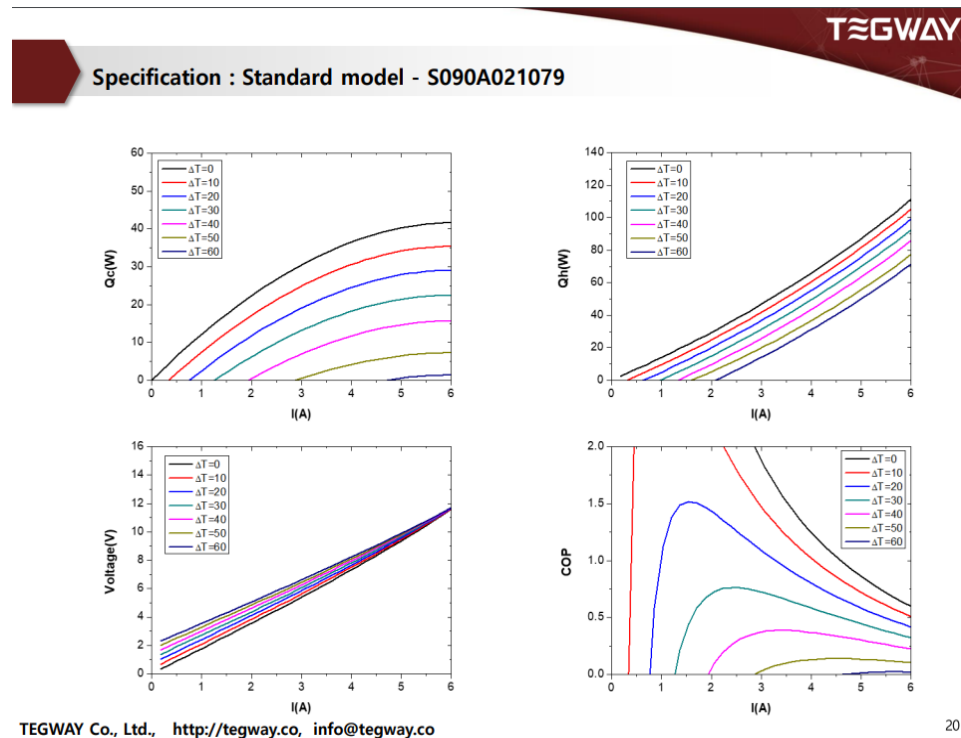 TEGWAY
Specification : Standard model - S090A021079
60
50
40
30
20
10
0
Qc(W)
ΔT=0
ΔT=10
ΔT=20
ΔT=30
ΔT=40
ΔT=50
ΔT=60
0 1 2 3 4 5 6
I(A)
140
120
100
80
60
40
20
0
Qh(W)
ΔT=0
ΔT=10
ΔT=20
ΔT=30
ΔT=40
ΔT=50
ΔT=60
0 1 2 3 4 5 6
I(A)
16
14
12
10
8
6
4
2
0
Voltage(V)
ΔT=0
ΔT=10
ΔT=20
ΔT=30
ΔT=40
ΔT=50
ΔT=60
0 1 2 3 4 5 6
I(A)
2.0
1.5
1.0
0.5
0.0
COP
ΔT=0
ΔT=10
ΔT=20
ΔT=30
ΔT=40
ΔT=50
ΔT=60
0 1 2 3 4 5 6
I(A)
TEGWAY Co., Ltd., http://tegway.co, info@tegway.co
20